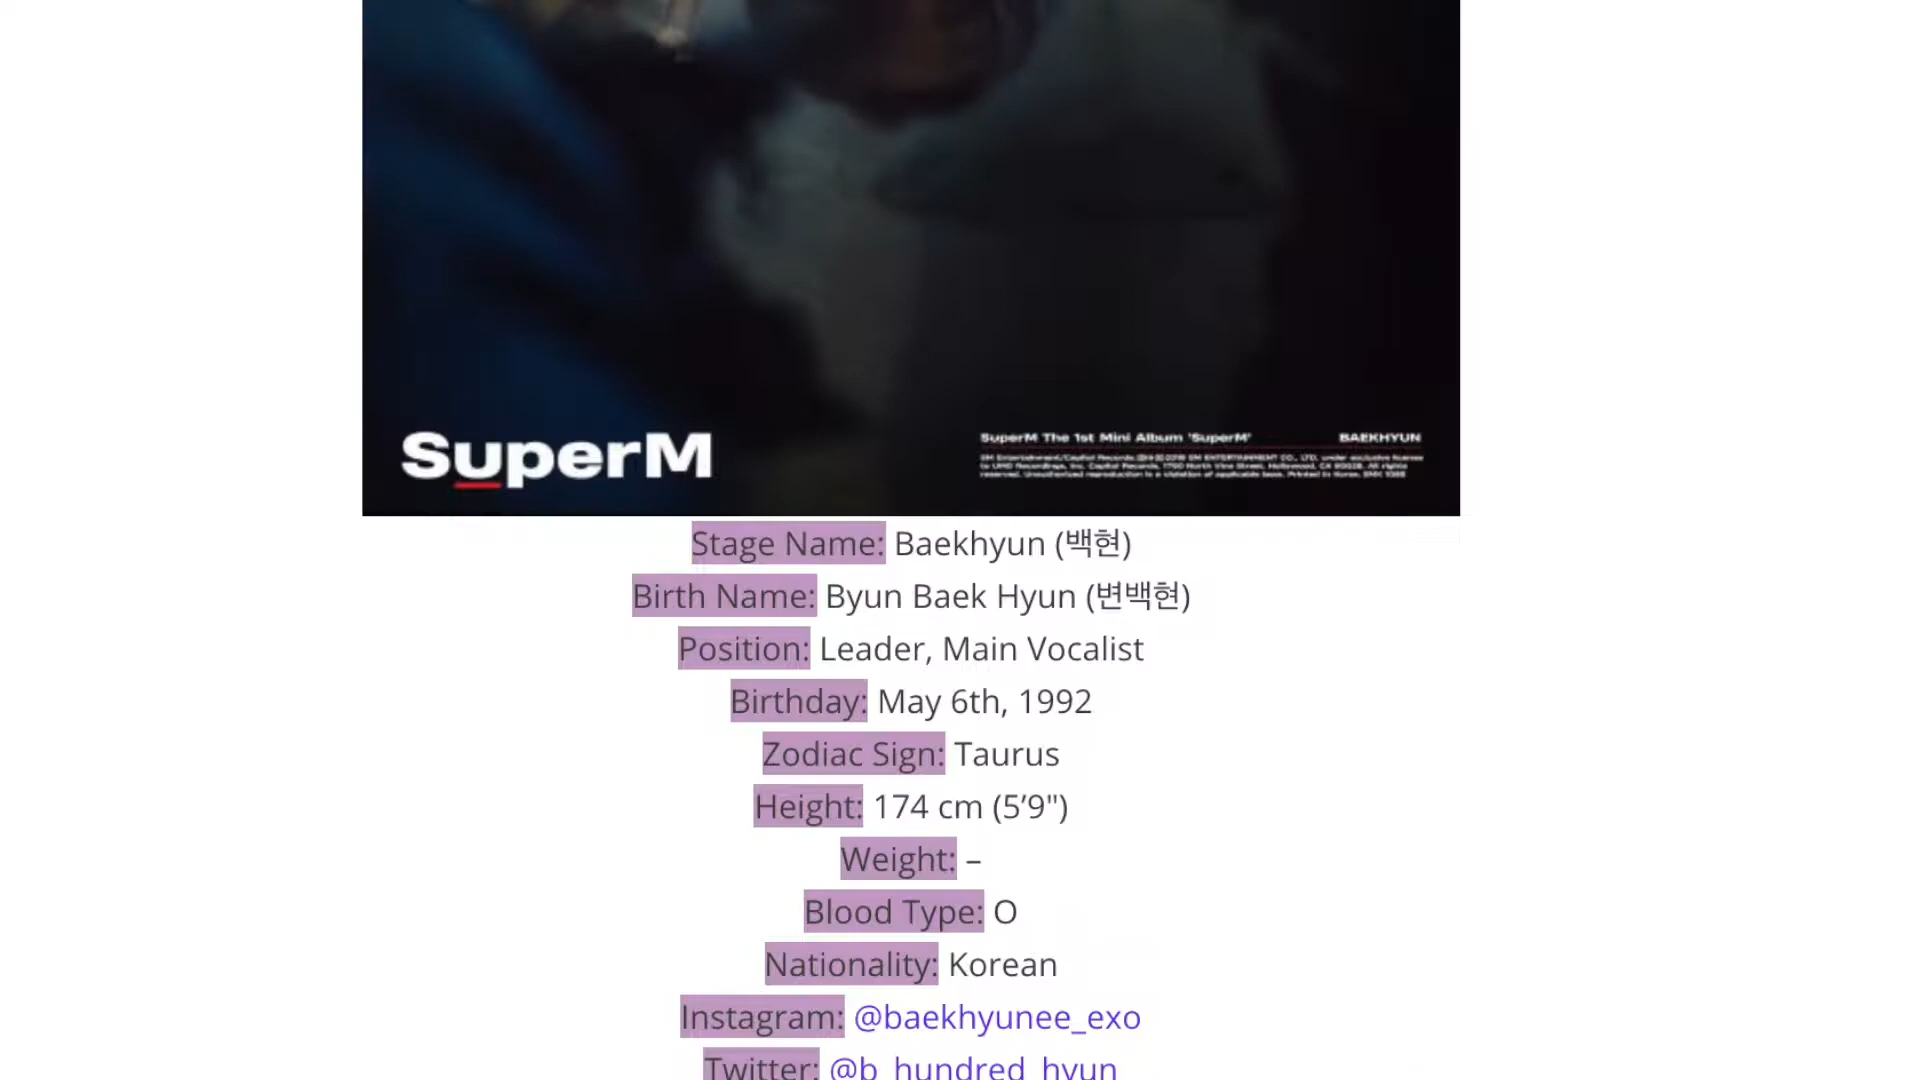 SuperM
SuperM The 1st Mini Album 'SuperM'
BAEKHYUN
Stage Name: Baekhyun (백현)
Birth Name: Byun Baek Hyun (변백현)
Position: Leader, Main Vocalist
Birthday: May 6th, 1992
Zodiac Sign: Taurus
Height: 174 cm (5’9")
Weight: –
Blood Type: O
Nationality: Korean
Instagram: @baekhyunee_exo
Twitter: @b_hundred_hyun